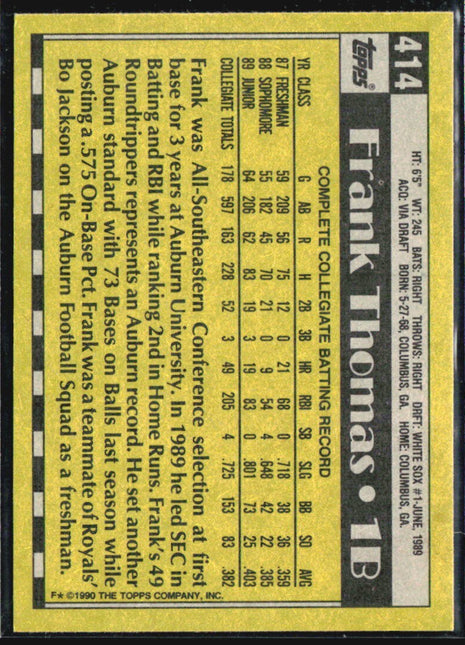 414
topps®
Frank Thomas • 1B
HT: 6'5" WT: 245 BATS: RIGHT THROWS: RIGHT DRFT: WHITE SOX #1-JUNE, 1989
ACQ: VIA DRAFT BORN: 5-27-68, COLUMBUS, GA. HOME: COLUMBUS, GA.
COMPLETE COLLEGIATE BATTING RECORD
YR CLASS G AB R H 2B 3B HR RBI SB SLG BB SO AVG
87 FRESHMAN 59 209 56 75 12 0 21 68 0 .718 38 36 .359
88 SOPHOMORE 55 182 45 70 21 0 9 54 4 .648 42 22 .385
89 JUNIOR 64 206 62 83 19 3 19 83 0 .801 73 25 .403
COLLEGIATE TOTALS 178 597 163 228 52 3 49 205 4 .725 153 83 .382
Frank was All-Southeastern Conference selection at first
base for 3 years at Auburn University. In 1989 he led SEC in
Batting and RBI while ranking 2nd in Home Runs. Frank's 49
Roundtrippers represents an Auburn record. He set another
Auburn standard with 73 Bases on Balls last season while
posting a .575 On-Base Pct. Frank was a teammate of Royals'
Bo Jackson on the Auburn Football Squad as a freshman.
F★ ©1990 THE TOPPS COMPANY, INC.